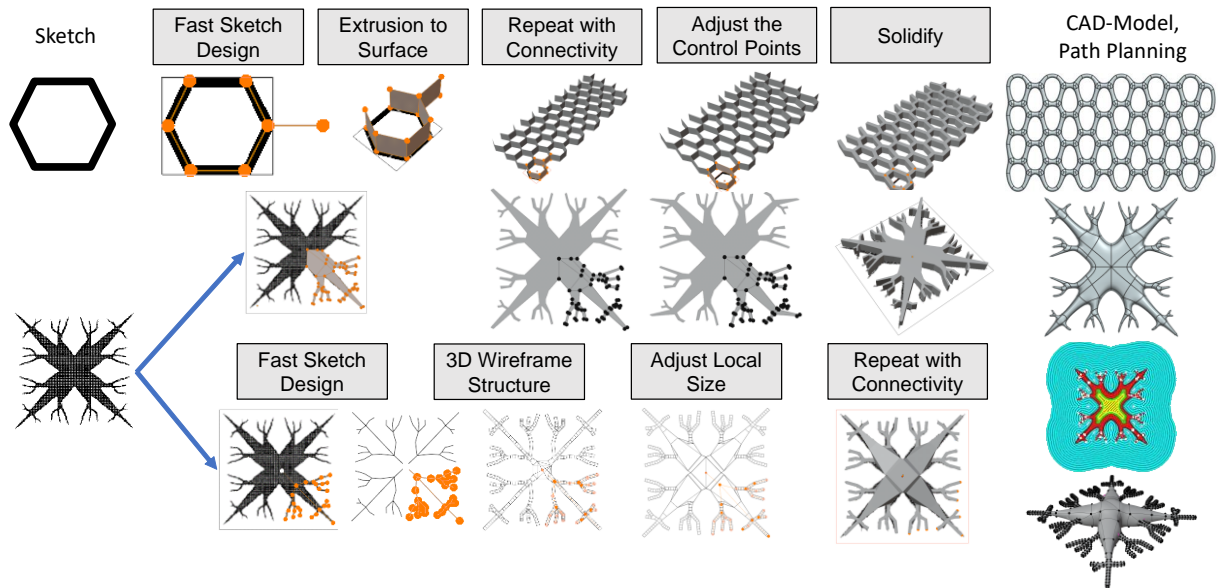 Sketch
Fast Sketch
Design
Extrusion to
Surface
Repeat with
Connectivity
Adjust the
Control Points
Solidify
CAD-Model,
Path Planning
Fast Sketch
Design
3D Wireframe
Structure
Adjust Local
Size
Repeat with
Connectivity